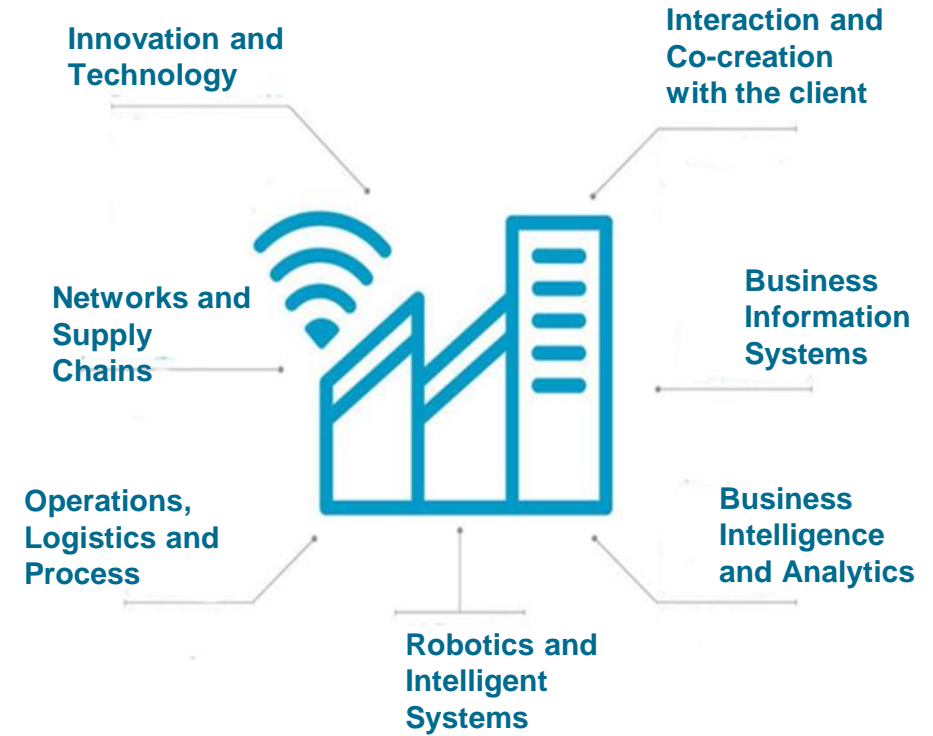 Innovation and
Technology
Interaction and
Co-creation
with the client
Networks and
Supply
Chains
Business
Information
Systems
Operations,
Logistics and
Process
Business
Intelligence
and Analytics
Robotics and
Intelligent
Systems